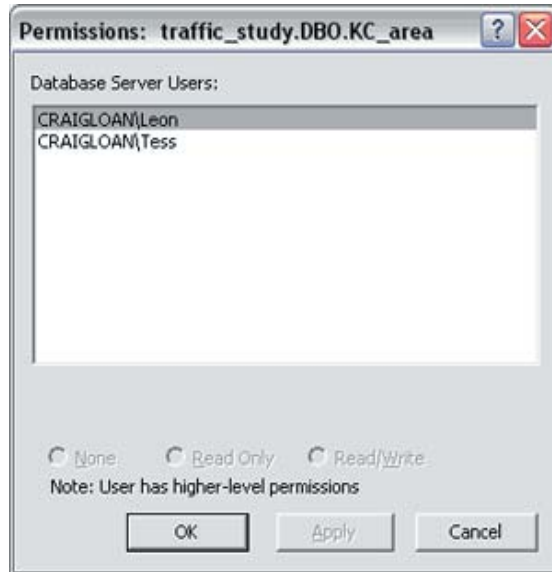 Permissions: traffic_study.DBO.KC_area
Database Server Users:
CRAIGLOAN\Leon
CRAIGLOAN\Tess
None Read Only Read/Write
Note: User has higher-level permissions
OK Apply Cancel